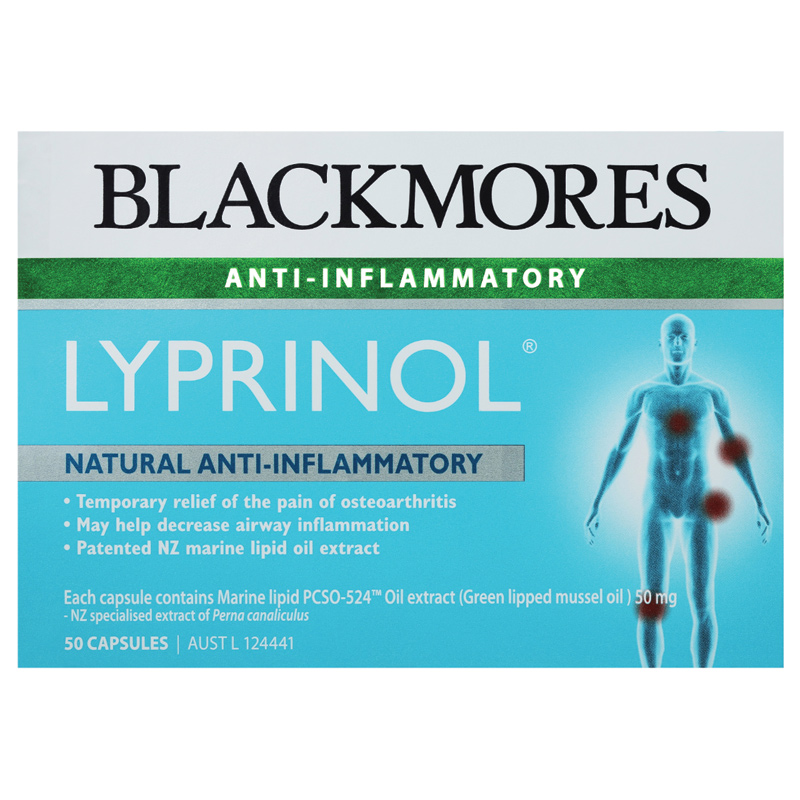 BLACKMORES
ANTI-INFLAMMATORY
LYPRINOL®
NATURAL ANTI-INFLAMMATORY
• Temporary relief of the pain of osteoarthritis
• May help decrease airway inflammation
• Patented NZ marine lipid oil extract
Each capsule contains Marine lipid PCSO-524™ Oil extract (Green lipped mussel oil ) 50 mg
- NZ specialised extract of Perna canaliculus
50 CAPSULES | AUST L 124441